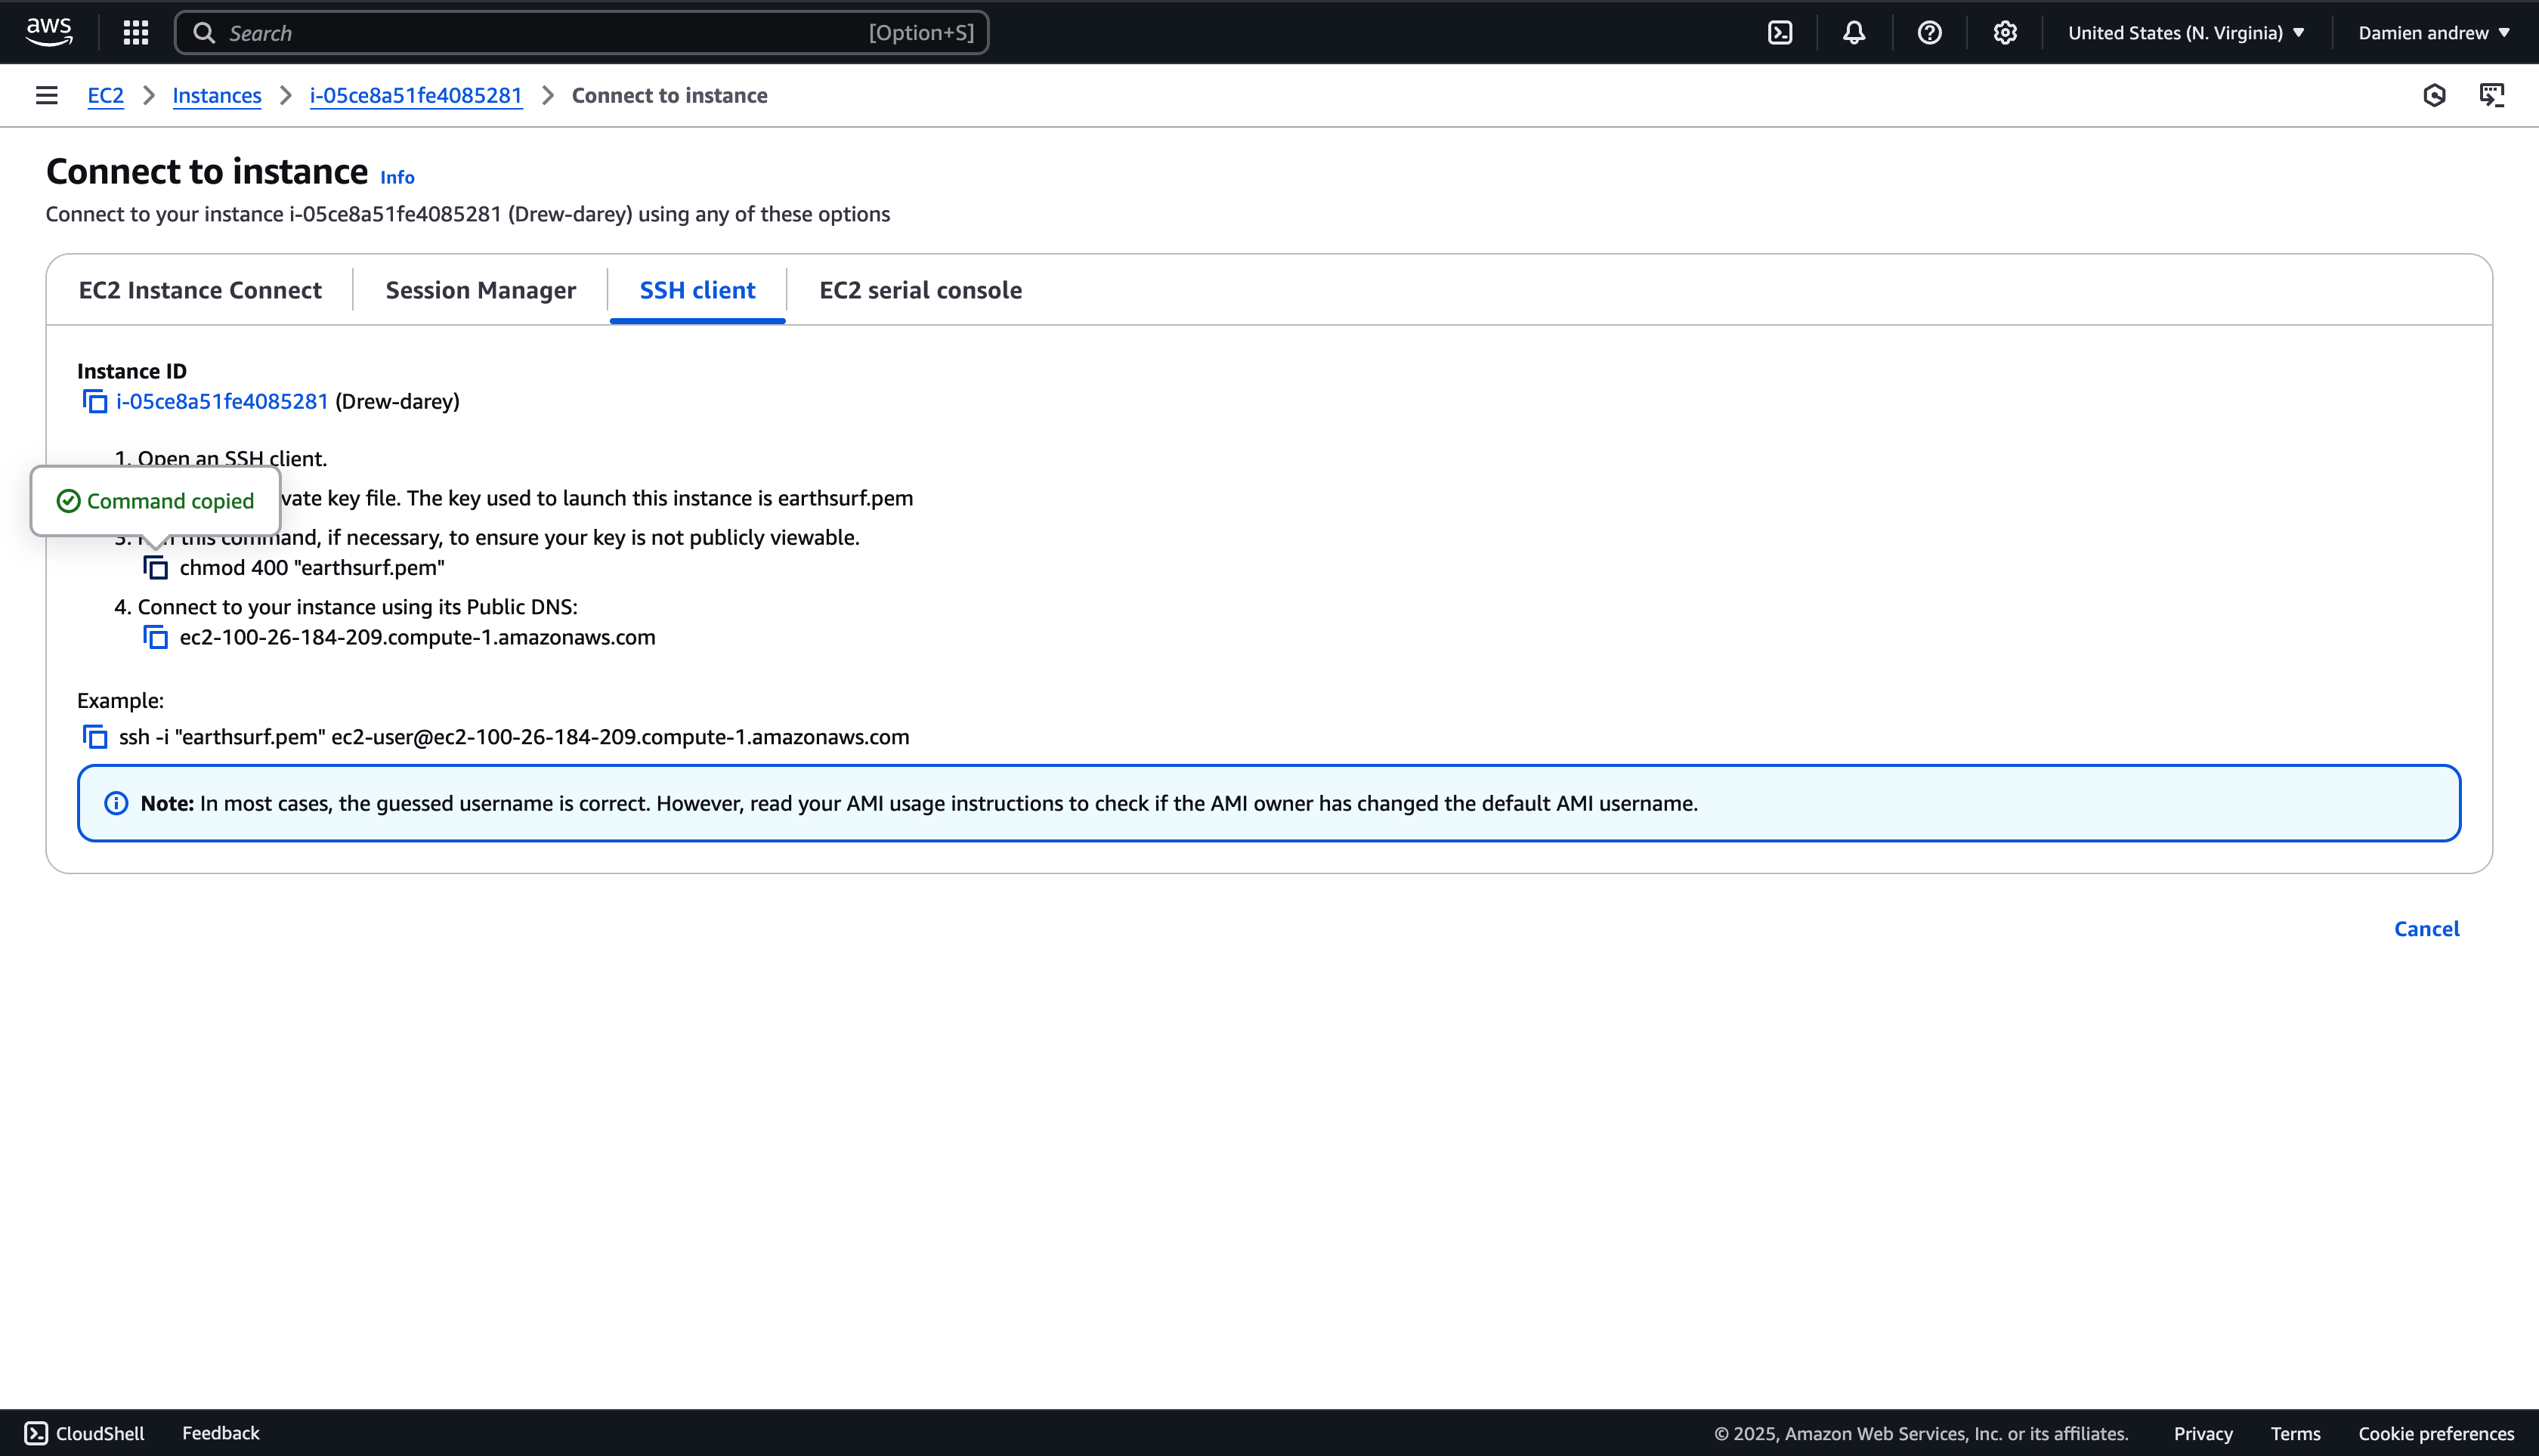 aws
Search [Option+S]
United States (N. Virginia)
Damien andrew
EC2 > Instances > i-05ce8a51fe4085281 > Connect to instance
Connect to instance Info
Connect to your instance i-05ce8a51fe4085281 (Drew-darey) using any of these options
EC2 Instance Connect
Session Manager
SSH client
EC2 serial console
Instance ID
i-05ce8a51fe4085281 (Drew-darey)
1. Open an SSH client.
Command copied
vate key file. The key used to launch this instance is earthsurf.pem
3. this command, if necessary, to ensure your key is not publicly viewable.
chmod 400 "earthsurf.pem"
4. Connect to your instance using its Public DNS:
ec2-100-26-184-209.compute-1.amazonaws.com
Example:
ssh -i "earthsurf.pem" ec2-user@ec2-100-26-184-209.compute-1.amazonaws.com
Note: In most cases, the guessed username is correct. However, read your AMI usage instructions to check if the AMI owner has changed the default AMI username.
Cancel
CloudShell
Feedback
© 2025, Amazon Web Services, Inc. or its affiliates.
Privacy
Terms
Cookie preferences